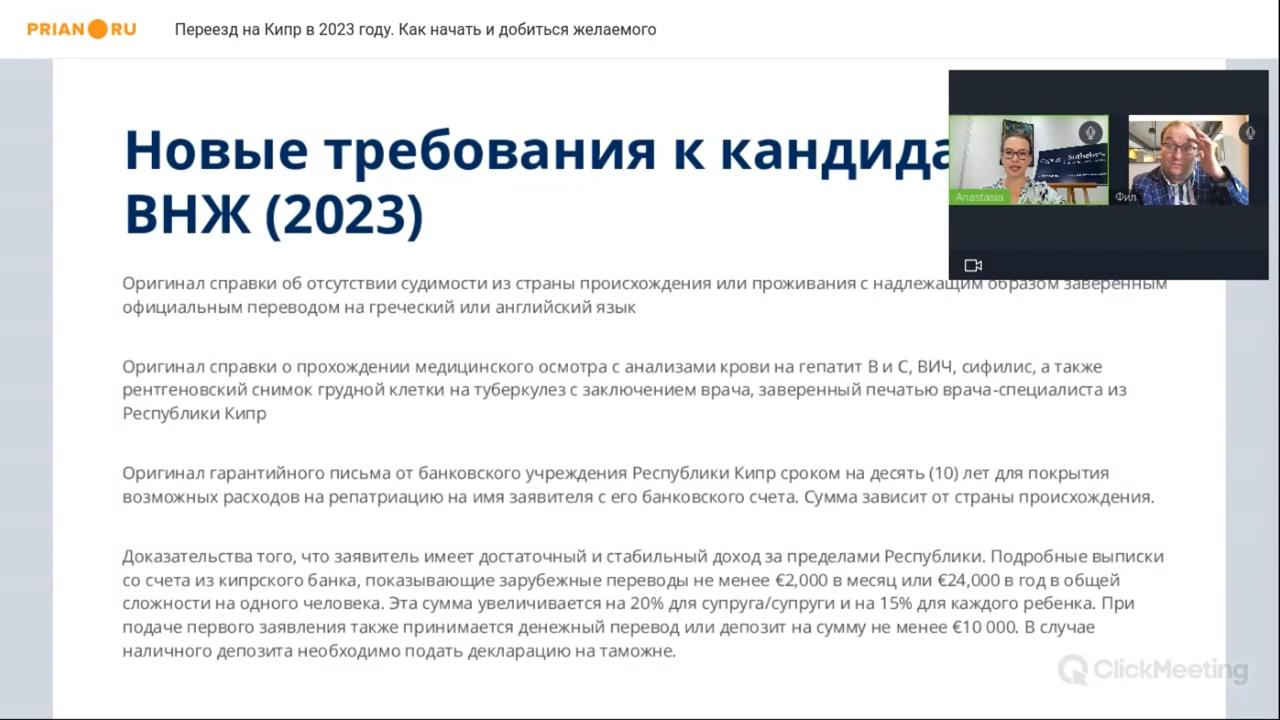 PRIAN RU
Переезд на Кипр в 2023 году. Как начать и добиться желаемого
Новые требования к
ВНЖ (2023)
Anastasia
Фил
Оригинал справки об отсутствии судимости из страны происхождения или проживания с надлежащим образом заверенным
официальным переводом на греческий или английский язык
Оригинал справки о прохождении медицинского осмотра с анализами крови на гепатит В и С, ВИЧ, сифилис, а также
рентгеновский снимок грудной клетки на туберкулез с заключением врача, заверенный печатью врача-специалиста из
Республики Кипр
Оригинал гарантийного письма от банковского учреждения Республики Кипр сроком на десять (10) лет для покрытия
возможных расходов на репатриацию на имя заявителя с его банковского счета. Сумма зависит от страны происхождения.
Доказательства того, что заявитель имеет достаточный и стабильный доход за пределами Республики. Подробные выписки
со счета из кипрского банка, показывающие зарубежные переводы не менее €2,000 в месяц или €24,000 в год в общей
сложности на одного человека. Эта сумма увеличивается на 20% для супруга/супруги и на 15% для каждого ребенка. При
подаче первого заявления также принимается денежный перевод или депозит на сумму не менее €10 000. В случае
наличного депозита необходимо подать декларацию на таможне.
ClickMeeting